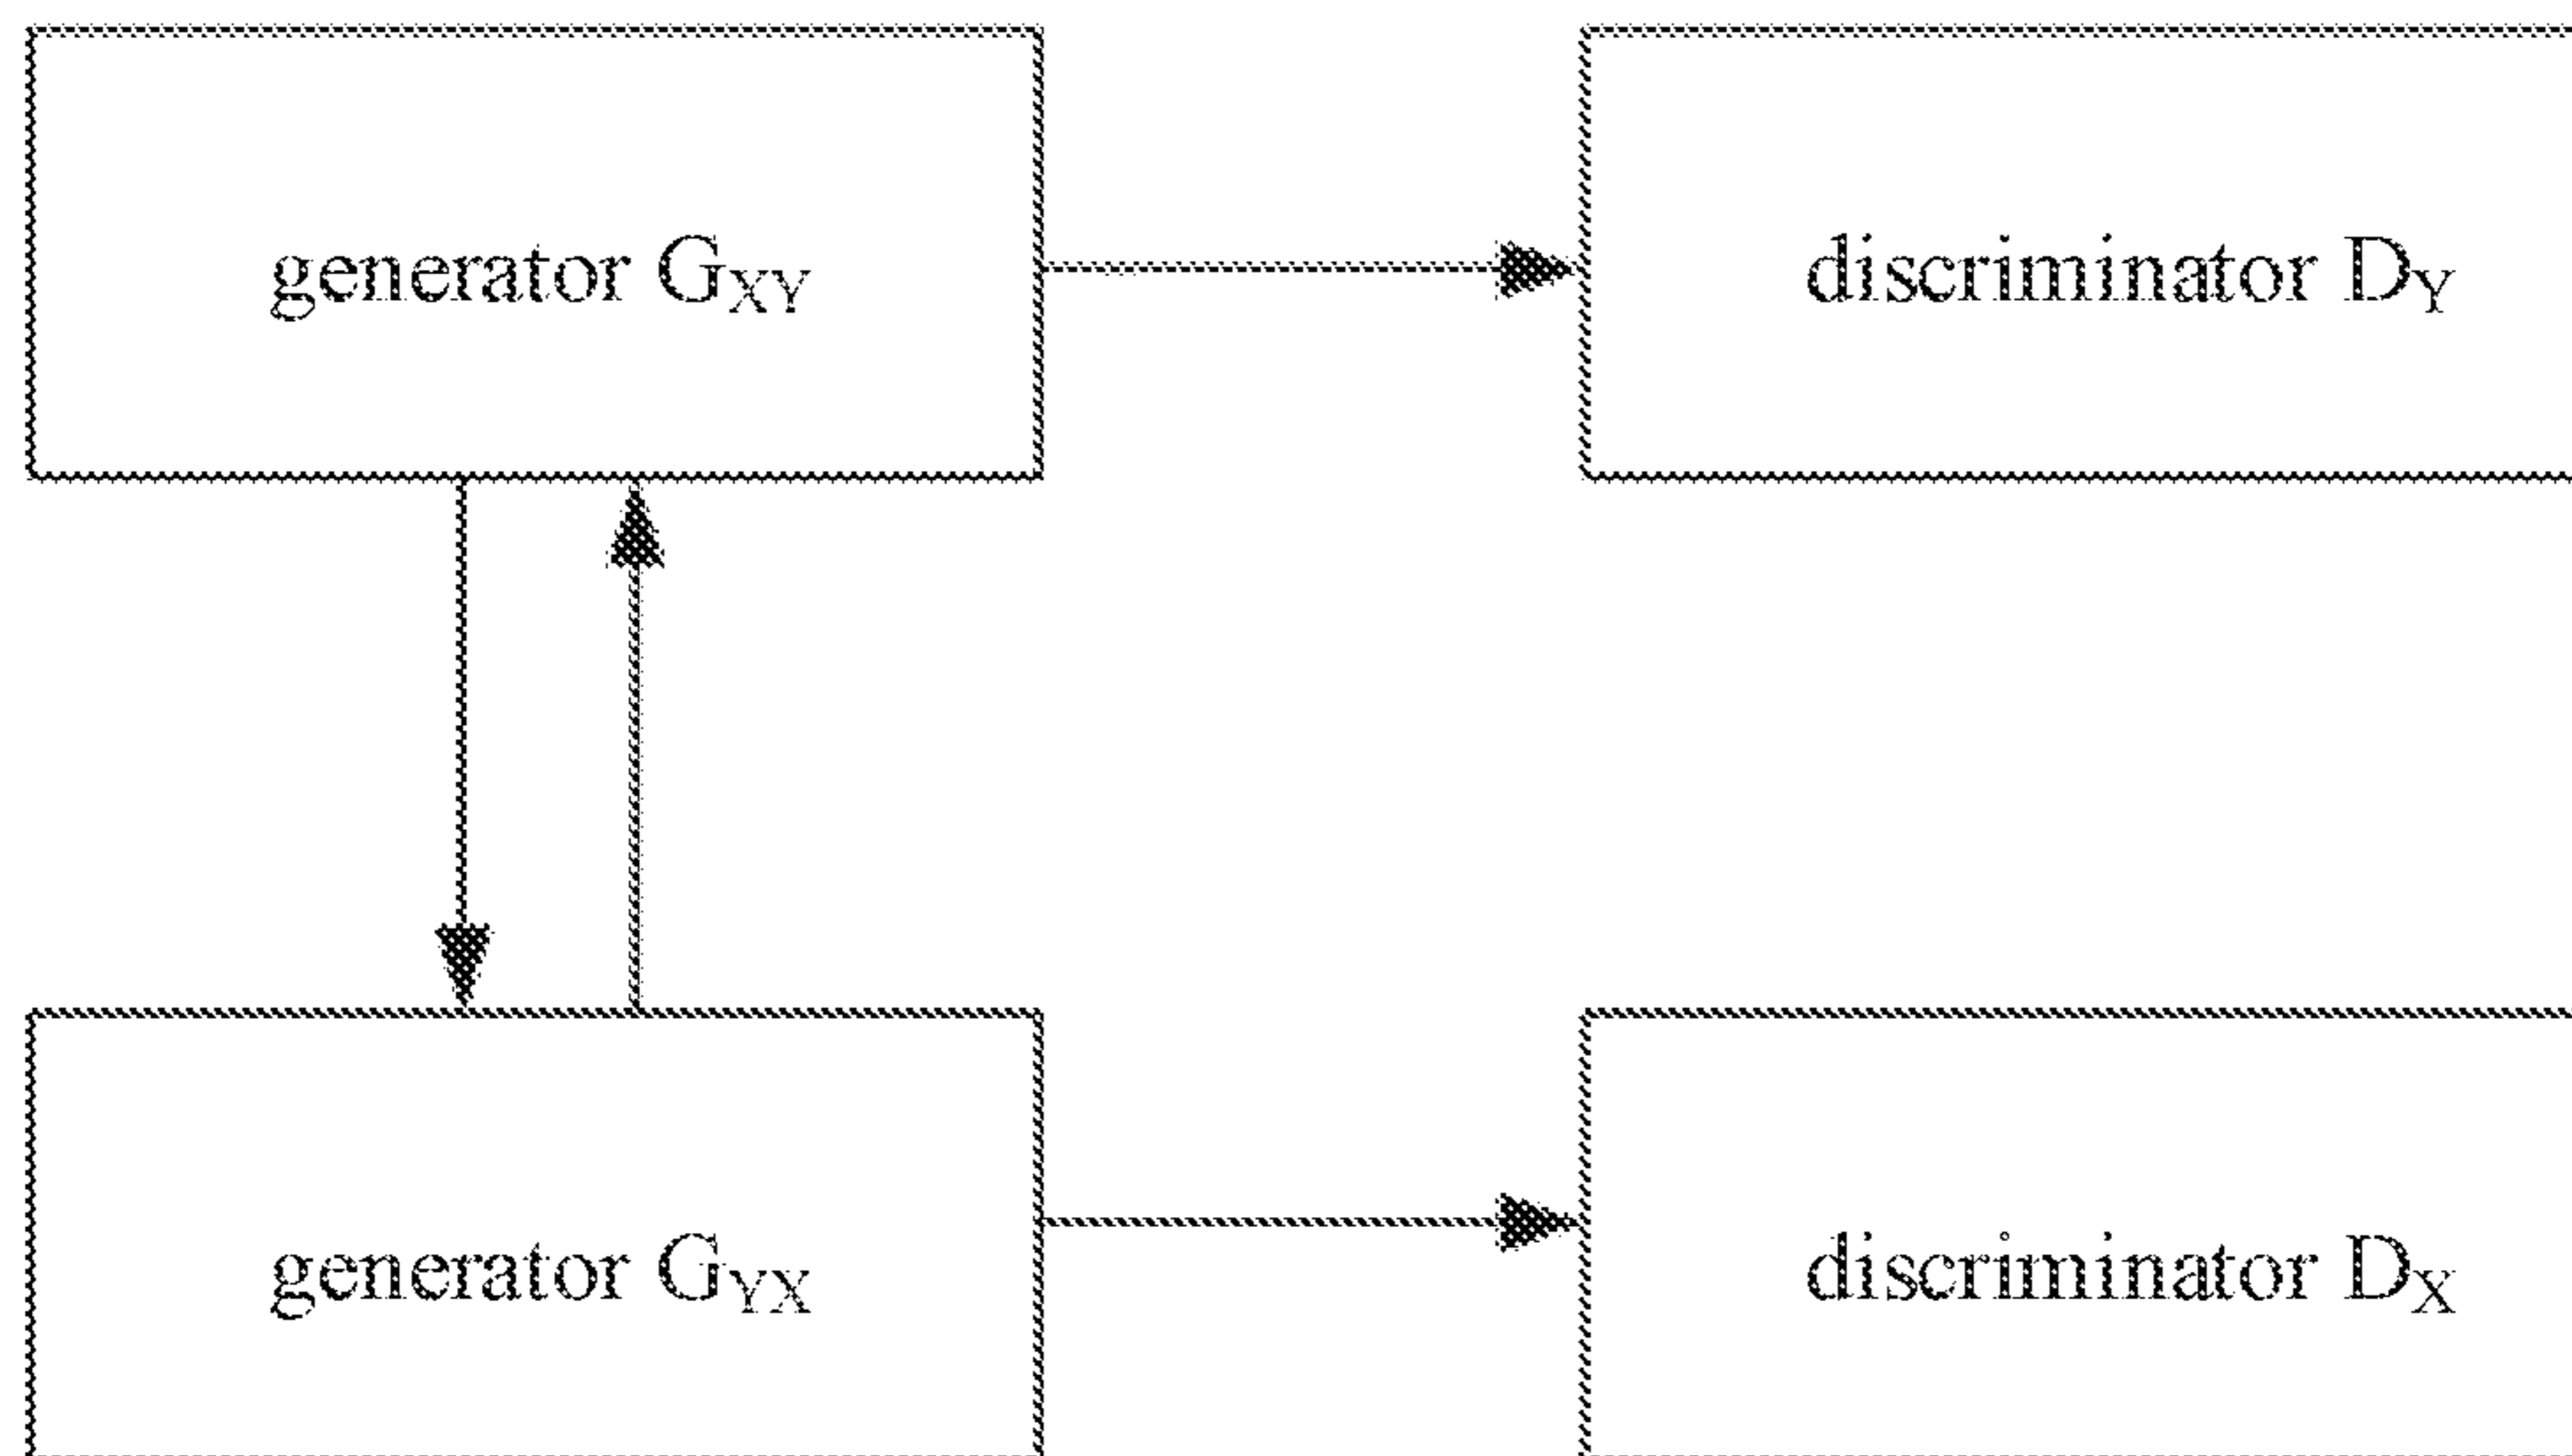 generator G_XY
discriminator D_Y
generator G_YX
discriminator D_X